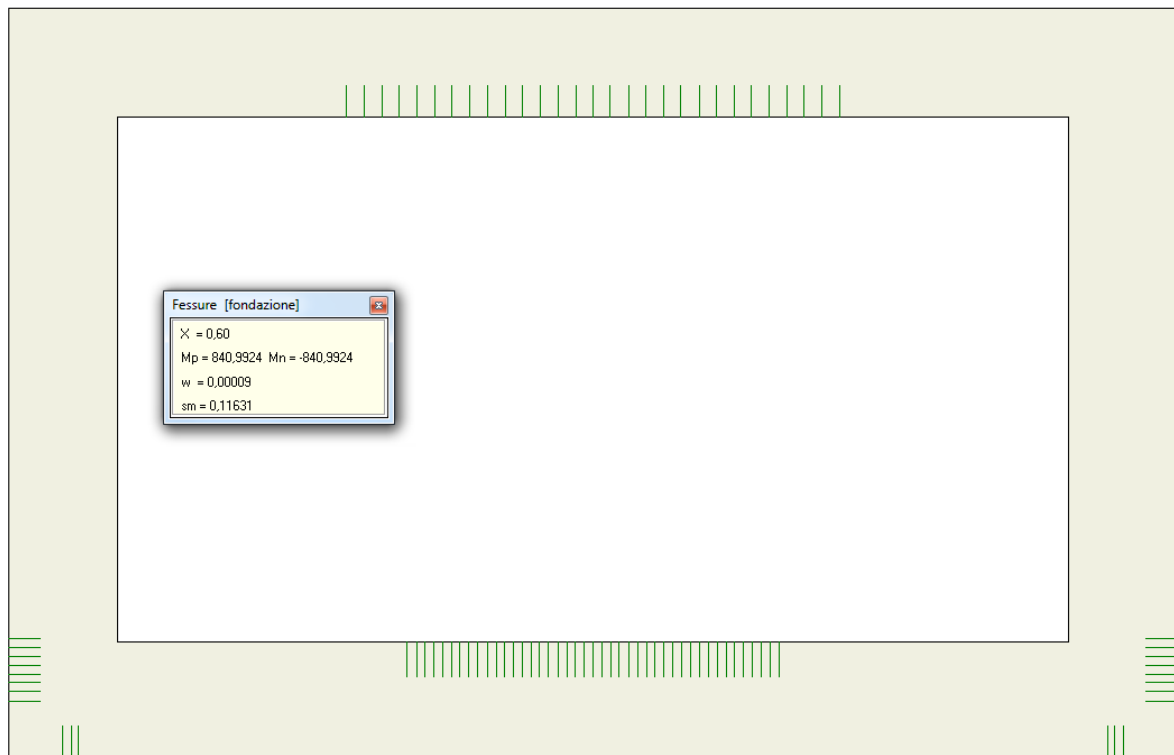 Fessure [fondazione]
X = 0,60
Mp = 840,9924 Mn = -840,9924
w = 0,00009
sm = 0,11631